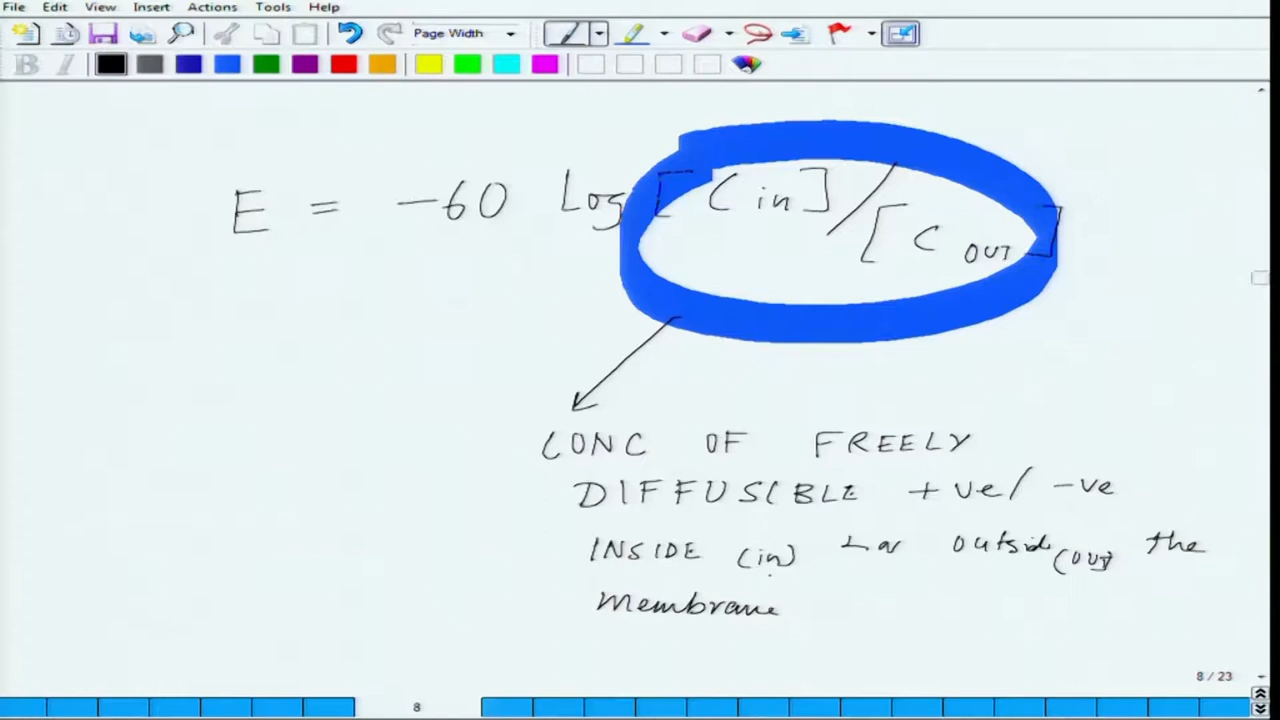 File Edit View Insert Actions Tools Help
Page Width
B I
E = -60 Log [C in] / [C OUT]
CONC OF FREELY
DIFFUSIBLE +ve/ -ve
INSIDE (in) outside (OUT) the
membrane
8 / 23
8